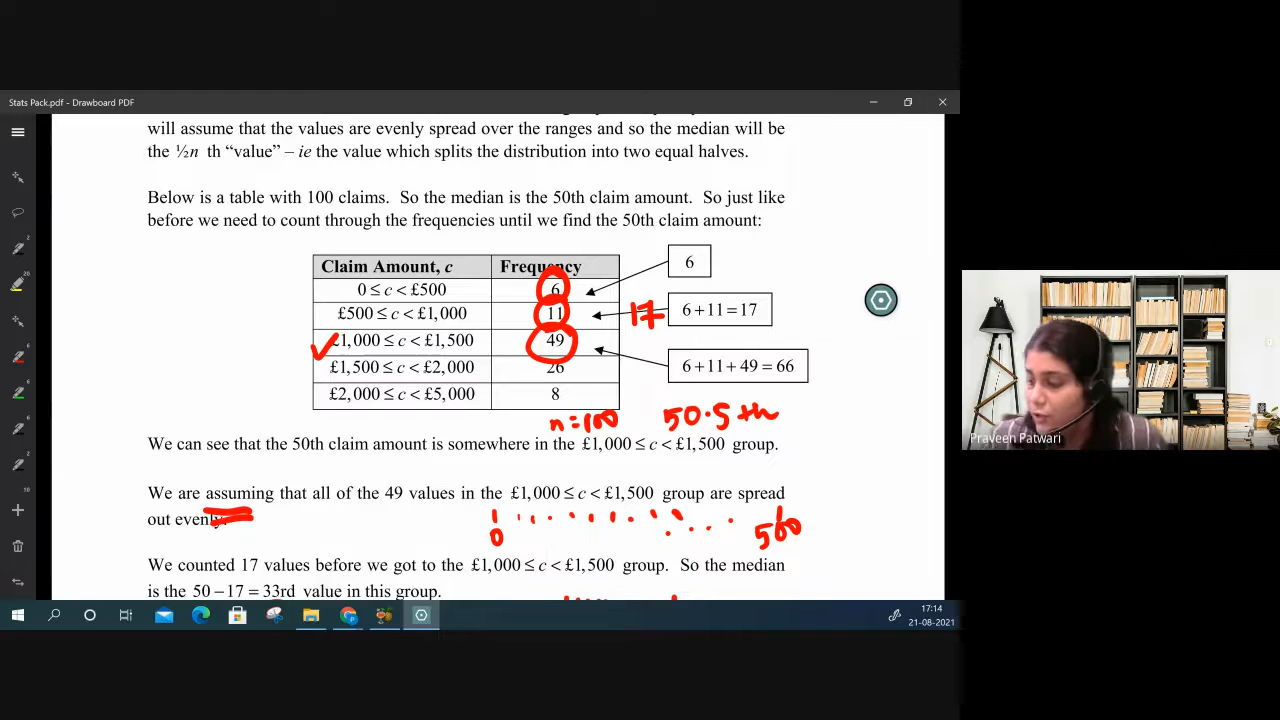 Stats Pack.pdf - Drawboard PDF
will assume that the values are evenly spread over the ranges and so the median will be
the ½n th “value” – ie the value which splits the distribution into two equal halves.
Below is a table with 100 claims. So the median is the 50th claim amount. So just like
before we need to count through the frequencies until we find the 50th claim amount:
Claim Amount, c Frequency
0 ≤ c < £500 6
6
£500 ≤ c < £1,000 11 17 6+11=17
£1,000 ≤ c < £1,500 49
£1,500 ≤ c < £2,000 26 6+11+49=66
£2,000 ≤ c < £5,000 8
n=100 50.5 th
We can see that the 50th claim amount is somewhere in the £1,000 ≤ c < £1,500 group.
We are assuming that all of the 49 values in the £1,000 ≤ c < £1,500 group are spread
out evenly.
0 500
We counted 17 values before we got to the £1,000 ≤ c < £1,500 group. So the median
is the 50−17=33rd value in this group.
Praveen Patwari
17:14
21-08-2021